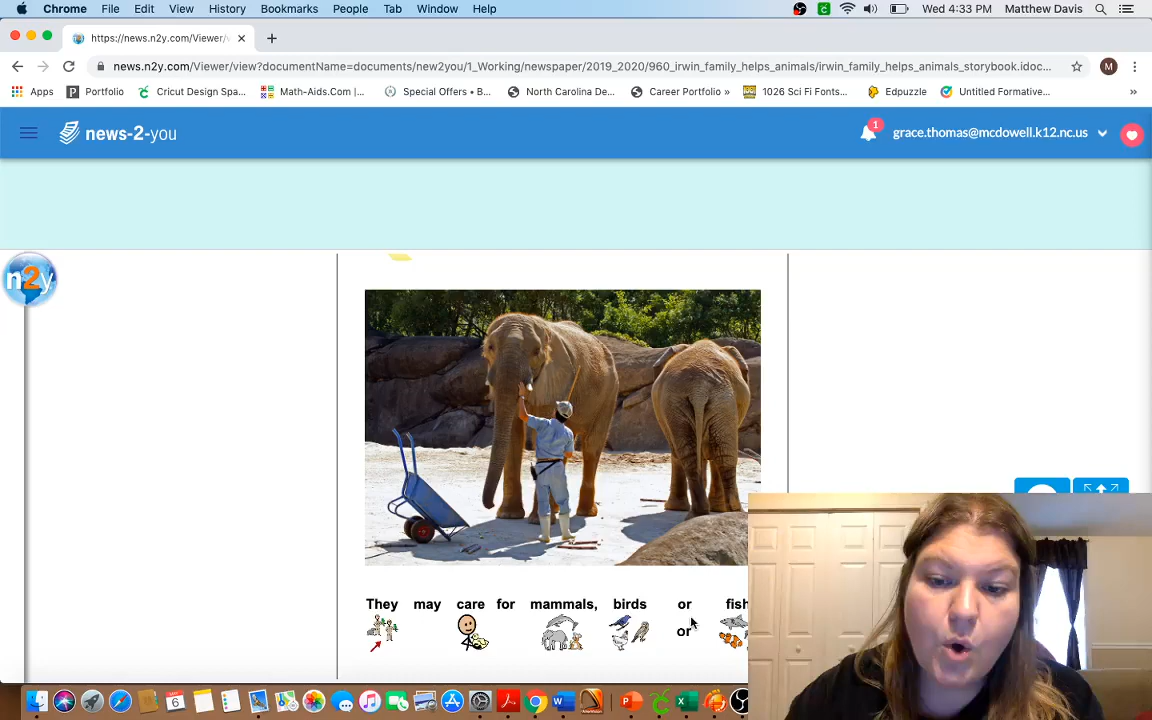 Chrome File Edit View History Bookmarks People Tab Window Help Wed 4:33 PM Matthew Davis
https://news.n2y.com/Viewer/v
news.n2y.com/Viewer/view?documentName=documents/new2you/1_Working/newspaper/2019_2020/960_irwin_family_helps_animals/irwin_family_helps_animals_storybook.idoc... M
Apps Portfolio Cricut Design Spa... Math-Aids.Com |... Special Offers • B... North Carolina De... Career Portfolio » 1026 Sci Fi Fonts... Edpuzzle Untitled Formative... »
news-2-you 1 grace.thomas@mcdowell.k12.nc.us
n2y
They may care for mammals, birds or fish
or